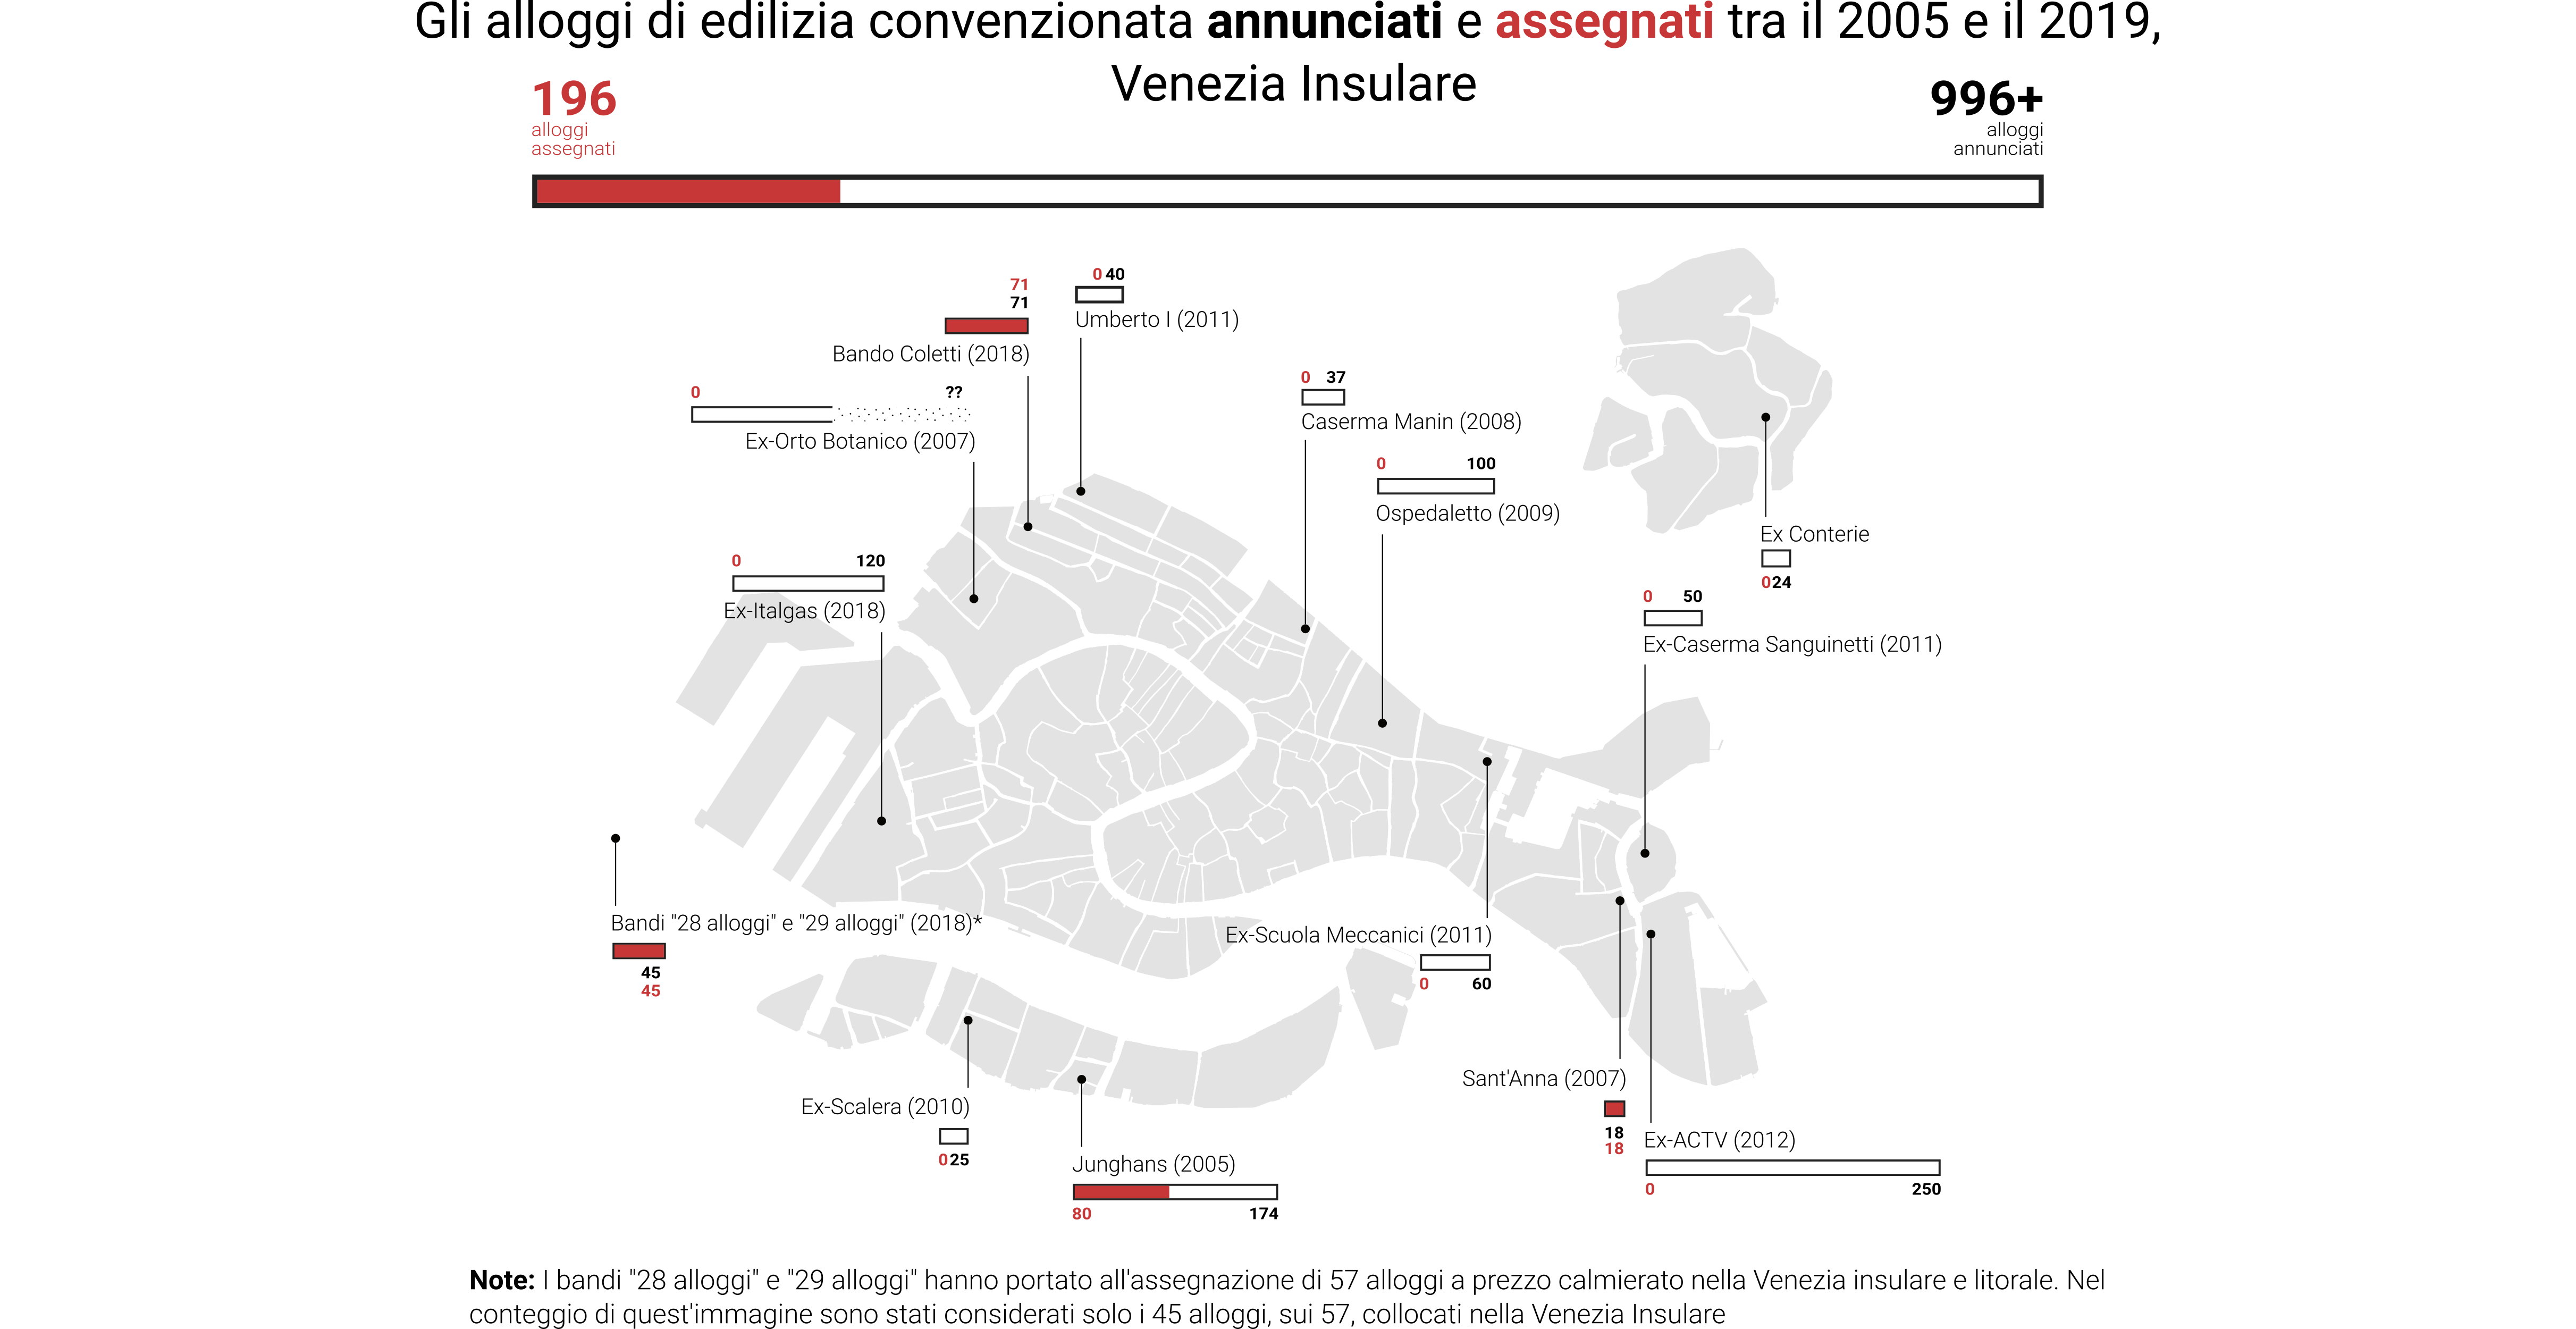 Gli alloggi di edilizia convenzionata annunciati e assegnati tra il 2005 e il 2019,
Venezia Insulare
196
alloggi
assegnati
996+
alloggi
annunciati
71
71
Bando Coletti (2018)
0 40
Umberto I (2011)
0 ??
Ex-Orto Botanico (2007)
0 37
Caserma Manin (2008)
0 100
Ospedaletto (2009)
Ex Conterie
0 24
0 120
Ex-Italgas (2018)
0 50
Ex-Caserma Sanguinetti (2011)
Bandi "28 alloggi" e "29 alloggi" (2018)*
45
45
Ex-Scuola Meccanici (2011)
0 60
Ex-Scalera (2010)
0 25
Junghans (2005)
80 174
Sant'Anna (2007)
18
18
Ex-ACTV (2012)
0 250
Note: I bandi "28 alloggi" e "29 alloggi" hanno portato all'assegnazione di 57 alloggi a prezzo calmierato nella Venezia insulare e litorale. Nel
conteggio di quest'immagine sono stati considerati solo i 45 alloggi, sui 57, collocati nella Venezia Insulare